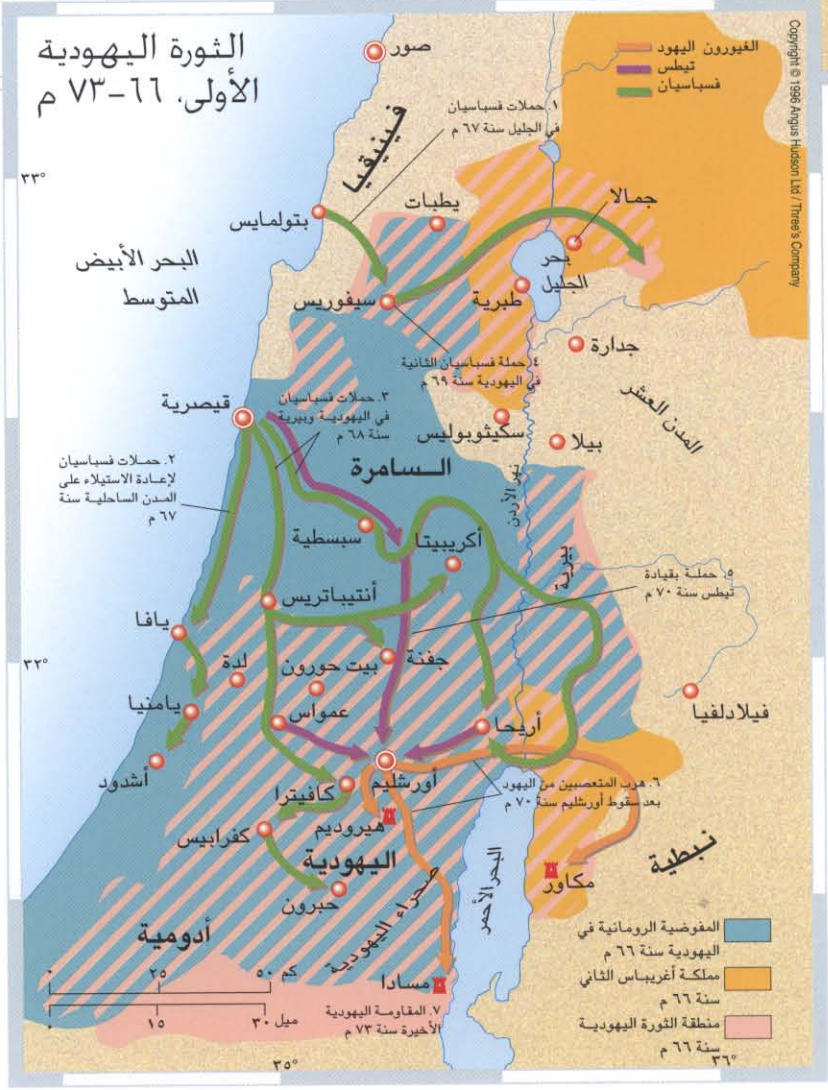 الثورة اليهودية
الأولى، ٦٦-٧٣ م
صور
الغيورون اليهود
تيطس
فسباسيان
Copyright © 1996 Angus Hudson Ltd / Three's Company
فينيقيا
١. حملات فسباسيان
في الجليل سنة ٦٧ م
٣٣°
بتولمايس
يطبات
جمالا
البحر الأبيض
المتوسط
بحر
الجليل
سيفوريس
طبرية
جدارة
٤. حملة فسباسيان الثانية
في اليهودية سنة ٦٩ م
المدن العشر
قيصرية
٣. حملات فسباسيان
في اليهودية وبيرية
سنة ٦٨ م
سكيثوبوليس
بيلا
٢. حملات فسباسيان
لإعادة الاستيلاء على
المدن الساحلية سنة
٦٧ م
السامرة
نهر الأردن
سبسطية
أكريبيتا
بيرية
٥. حملة بقيادة
تيطس سنة ٧٠ م
أنتيباتريس
يافا
٣٢°
لدة
بيت حورون
جفنة
يامنيا
عمواس
أريحا
فيلادلفيا
أشدود
أورشليم
كافيترا
٦. هرب المتعصبين من اليهود
بعد سقوط أورشليم سنة ٧٠ م
هيروديم
كفرابيس
اليهودية
البحر الأحمر
نبطية
مكاور
حبرون
صحراء اليهودية
أدومية
مسادا
٧. المقاومة اليهودية
الأخيرة سنة ٧٣ م
المفوضية الرومانية في
اليهودية سنة ٦٦ م
مملكة أغريباس الثاني
سنة ٦٦ م
منطقة الثورة اليهودية
سنة ٦٦ م
٠ ٢٥ ٥٠ كم
٠ ١٥ ٣٠ ميل
٣٥°
٣٦°